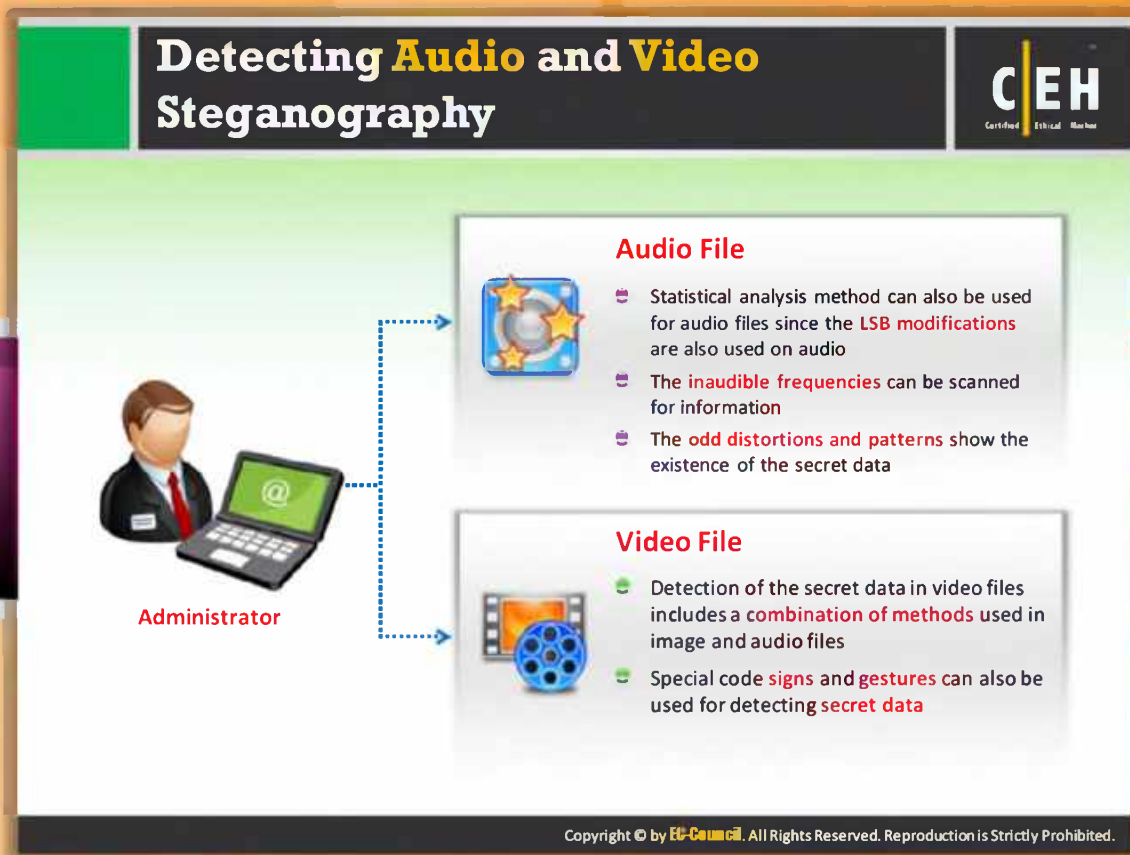 Detecting Audio and Video
Steganography
CEH
Certified Ethical Hacker
Audio File
Statistical analysis method can also be used
for audio files since the LSB modifications
are also used on audio
The inaudible frequencies can be scanned
for information
The odd distortions and patterns show the
existence of the secret data
@
Administrator
Video File
Detection of the secret data in video files
includes a combination of methods used in
image and audio files
Special code signs and gestures can also be
used for detecting secret data
Copyright © by EC-Council. All Rights Reserved. Reproduction is Strictly Prohibited.